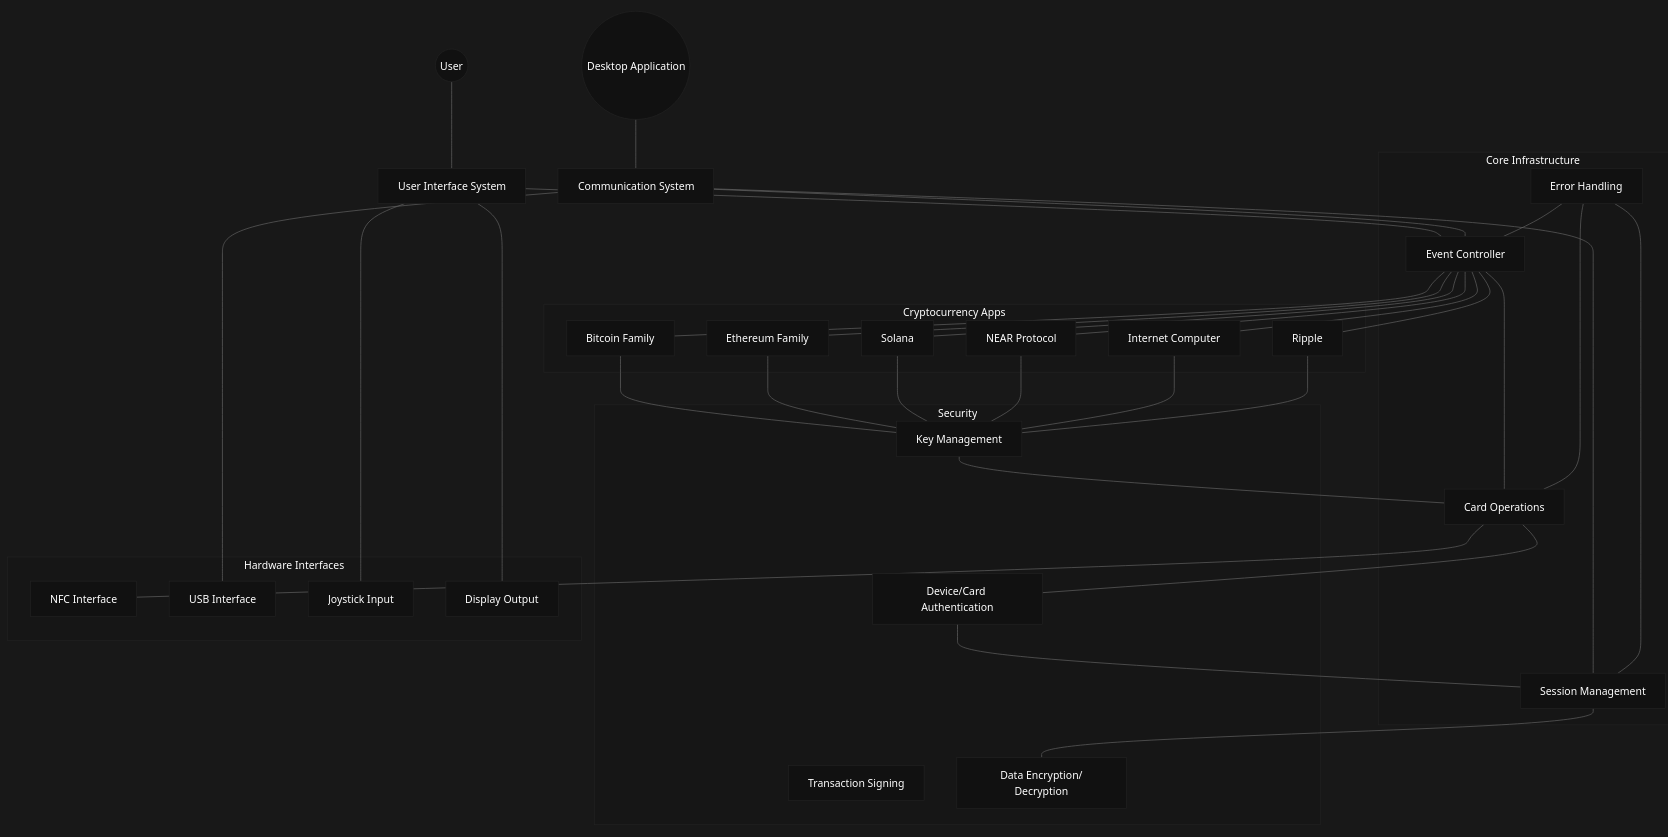 User
Desktop Application
Core Infrastructure
User Interface System
Communication System
Error Handling
Event Controller
Cryptocurrency Apps
Bitcoin Family
Ethereum Family
Solana
NEAR Protocol
Internet Computer
Ripple
Security
Key Management
Card Operations
Hardware Interfaces
NFC Interface
USB Interface
Joystick Input
Display Output
Device/Card
Authentication
Session Management
Transaction Signing
Data Encryption/
Decryption